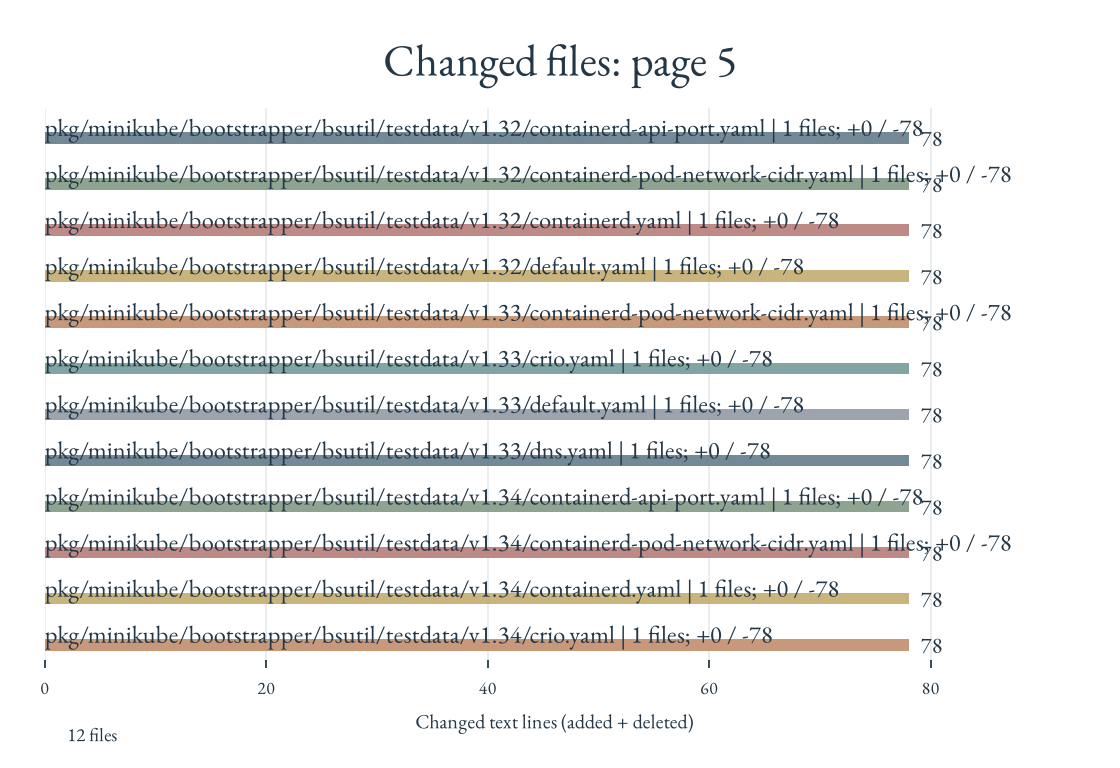 Changed files: page 5
pkg/minikube/bootstrapper/bsutil/testdata/v1.32/containerd-api-port.yaml | 1 files; +0 / -78
78
pkg/minikube/bootstrapper/bsutil/testdata/v1.32/containerd-pod-network-cidr.yaml | 1 files; +0 / -78
78
pkg/minikube/bootstrapper/bsutil/testdata/v1.32/containerd.yaml | 1 files; +0 / -78
78
pkg/minikube/bootstrapper/bsutil/testdata/v1.32/default.yaml | 1 files; +0 / -78
78
pkg/minikube/bootstrapper/bsutil/testdata/v1.33/containerd-pod-network-cidr.yaml | 1 files; +0 / -78
78
pkg/minikube/bootstrapper/bsutil/testdata/v1.33/crio.yaml | 1 files; +0 / -78
78
pkg/minikube/bootstrapper/bsutil/testdata/v1.33/default.yaml | 1 files; +0 / -78
78
pkg/minikube/bootstrapper/bsutil/testdata/v1.33/dns.yaml | 1 files; +0 / -78
78
pkg/minikube/bootstrapper/bsutil/testdata/v1.34/containerd-api-port.yaml | 1 files; +0 / -78
78
pkg/minikube/bootstrapper/bsutil/testdata/v1.34/containerd-pod-network-cidr.yaml | 1 files; +0 / -78
78
pkg/minikube/bootstrapper/bsutil/testdata/v1.34/containerd.yaml | 1 files; +0 / -78
78
pkg/minikube/bootstrapper/bsutil/testdata/v1.34/crio.yaml | 1 files; +0 / -78
78
0 20 40 60 80
Changed text lines (added + deleted)
12 files